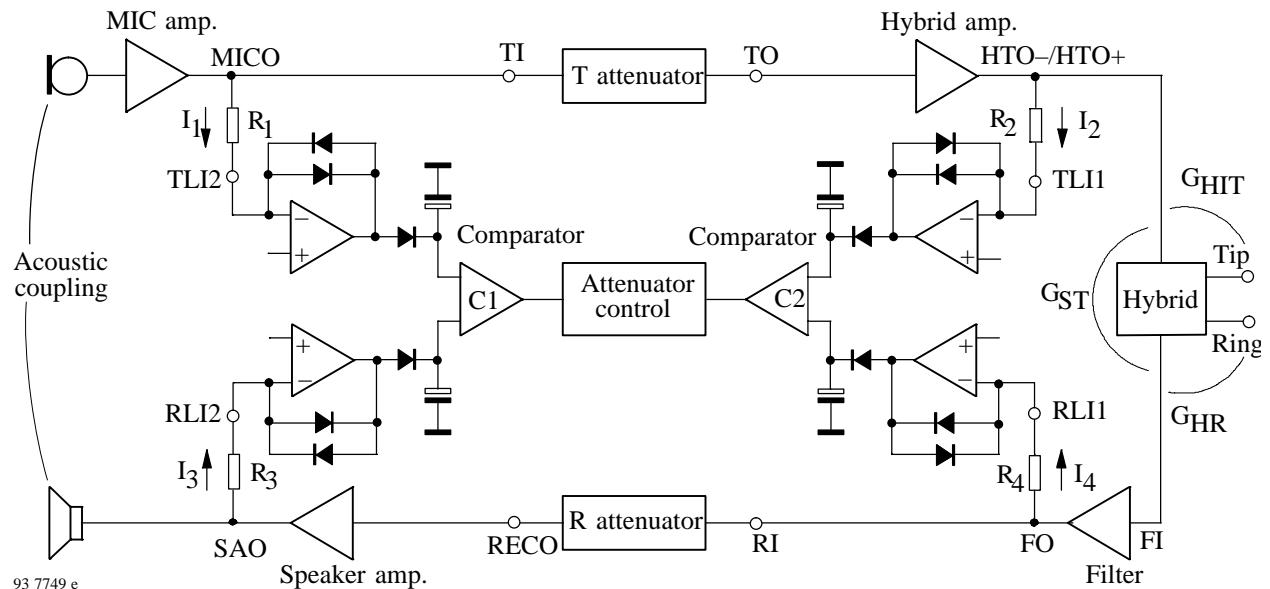 MIC amp.
Hybrid amp.
MICO
TI
T attenuator
TO
HTO–/HTO+
I1
R1
R2
I2
TLI2
TLI1
GHIT
Comparator
Comparator
Acoustic
coupling
C1
Attenuator
control
C2
GST
Hybrid
Tip
Ring
RLI2
RLI1
GHR
I3
R3
R4
I4
R attenuator
SAO
Speaker amp.
RECO
RI
FO
FI
Filter
93 7749 e
− + + − − + + −